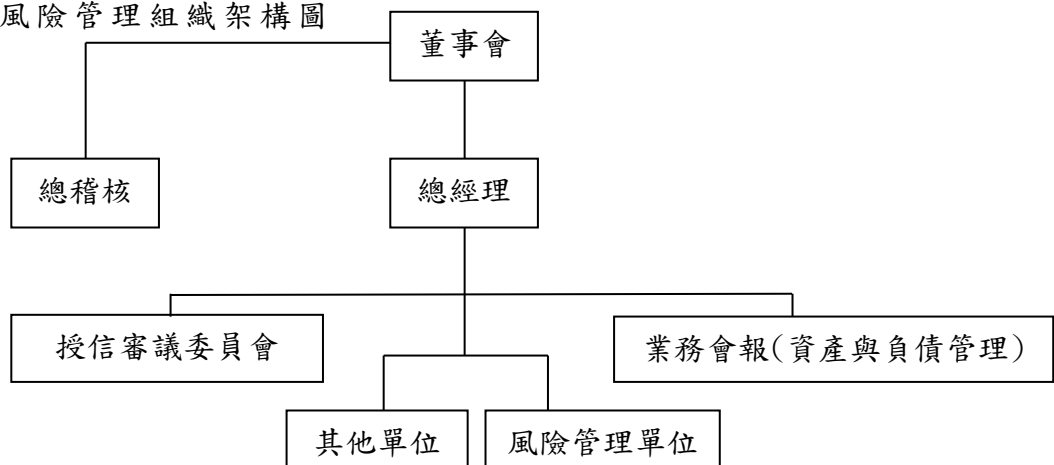 風險管理組織架構圖
董事會
總稽核
總經理
授信審議委員會
業務會報(資產與負債管理)
其他單位
風險管理單位